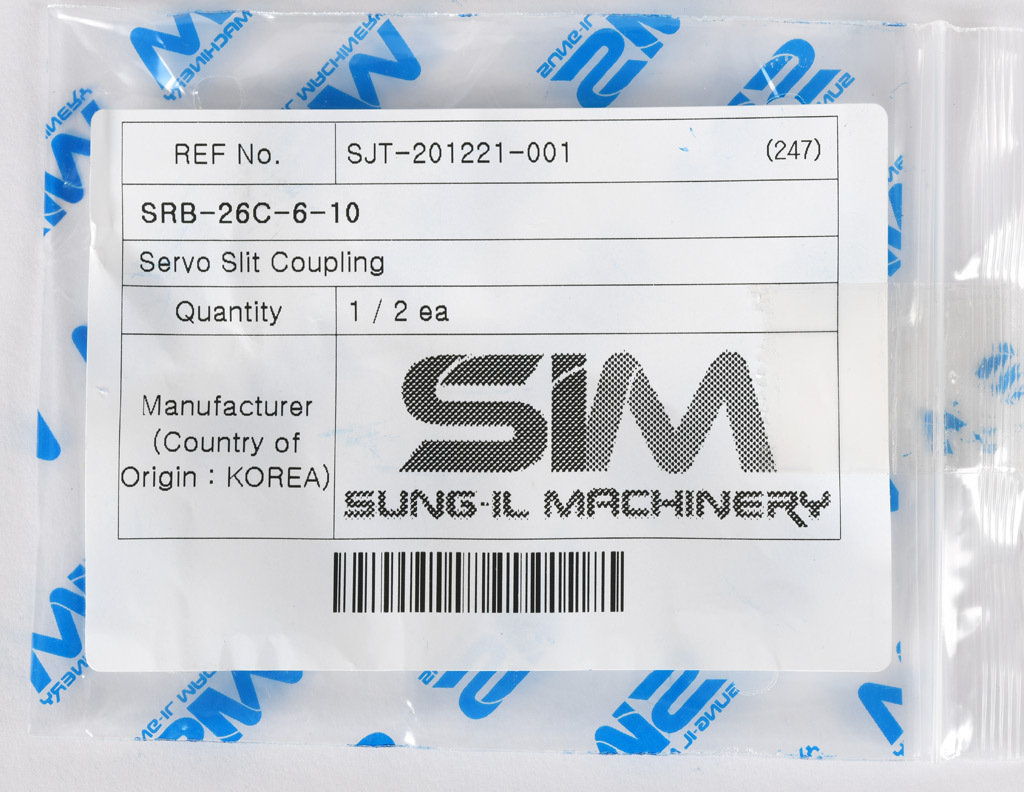 REF No. SJT-201221-001 (247)
SRB-26C-6-10
Servo Slit Coupling
Quantity 1 / 2 ea
Manufacturer
(Country of
Origin : KOREA)
SIM
SUNG-IL MACHINERY